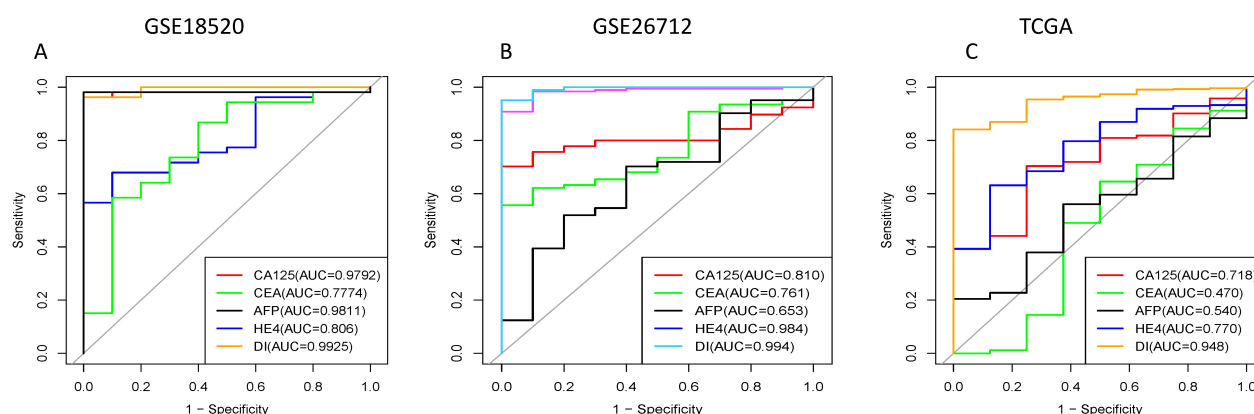 GSE18520
GSE26712
TCGA
A
B
C
Sensitivity
0.0 0.2 0.4 0.6 0.8 1.0
CA125(AUC=0.9792)
CEA(AUC=0.7774)
AFP(AUC=0.9811)
HE4(AUC=0.806)
DI(AUC=0.9925)
0.0 0.2 0.4 0.6 0.8 1.0
1 − Specificity
Sensitivity
0.0 0.2 0.4 0.6 0.8 1.0
CA125(AUC=0.810)
CEA(AUC=0.761)
AFP(AUC=0.653)
HE4(AUC=0.984)
DI(AUC=0.994)
0.0 0.2 0.4 0.6 0.8 1.0
1 − Specificity
Sensitivity
0.0 0.2 0.4 0.6 0.8 1.0
CA125(AUC=0.718)
CEA(AUC=0.470)
AFP(AUC=0.540)
HE4(AUC=0.770)
DI(AUC=0.948)
0.0 0.2 0.4 0.6 0.8 1.0
1 − Specificity